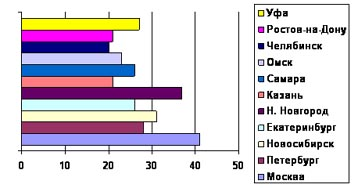 Уфа
Ростов-на-Дону
Челябинск
Омск
Самара
Казань
Н. Новгород
Екатеринбург
Новосибирск
Петербург
Москва
0 10 20 30 40 50